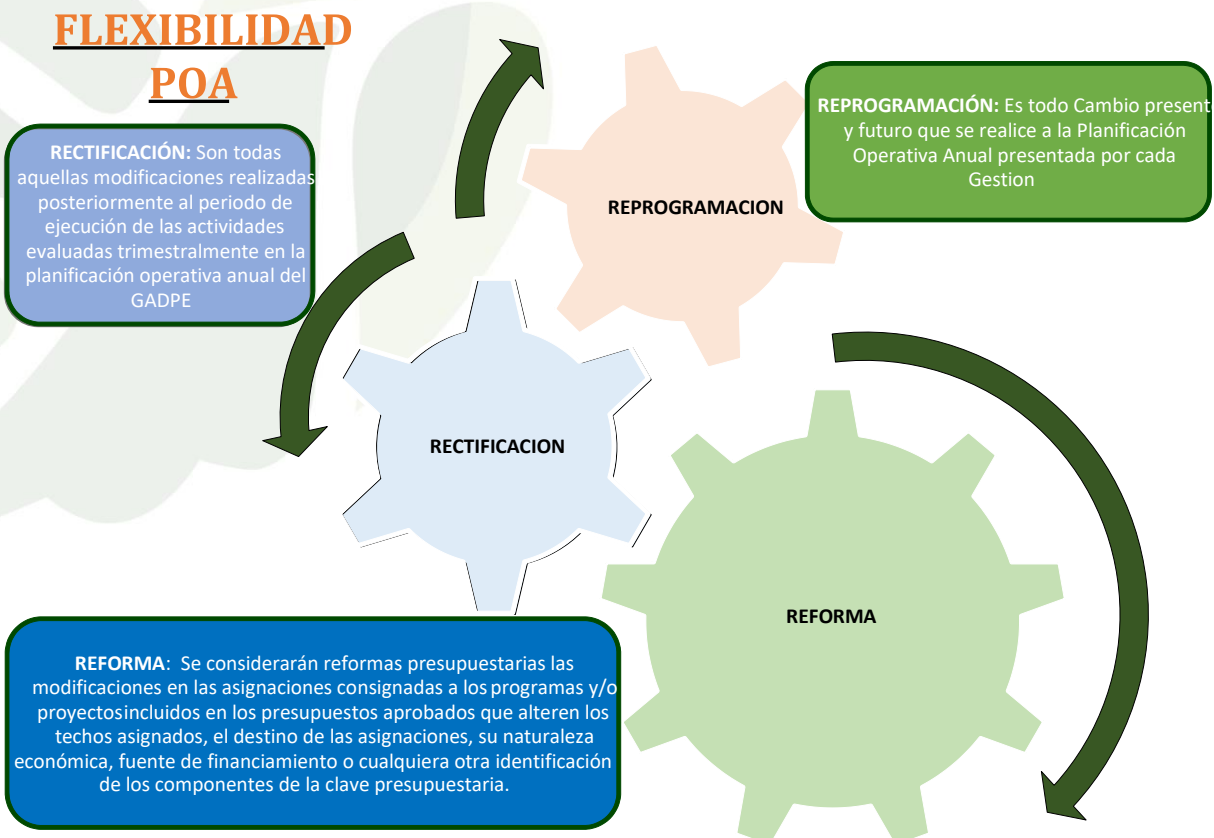 FLEXIBILIDAD
POA
RECTIFICACIÓN: Son todas
aquellas modificaciones realizadas
posteriormente al periodo de
ejecución de las actividades
evaluadas trimestralmente en la
planificación operativa anual del
GADPE
REPROGRAMACIÓN: Es todo Cambio present
y futuro que se realice a la Planificación
Operativa Anual presentada por cada
Gestion
REPROGRAMACION
RECTIFICACION
REFORMA
REFORMA: Se considerarán reformas presupuestarias las
modificaciones en las asignaciones consignadas a los programas y/o
proyectosincluidos en los presupuestos aprobados que alteren los
techos asignados, el destino de las asignaciones, su naturaleza
económica, fuente de financiamiento o cualquiera otra identificación
de los componentes de la clave presupuestaria.